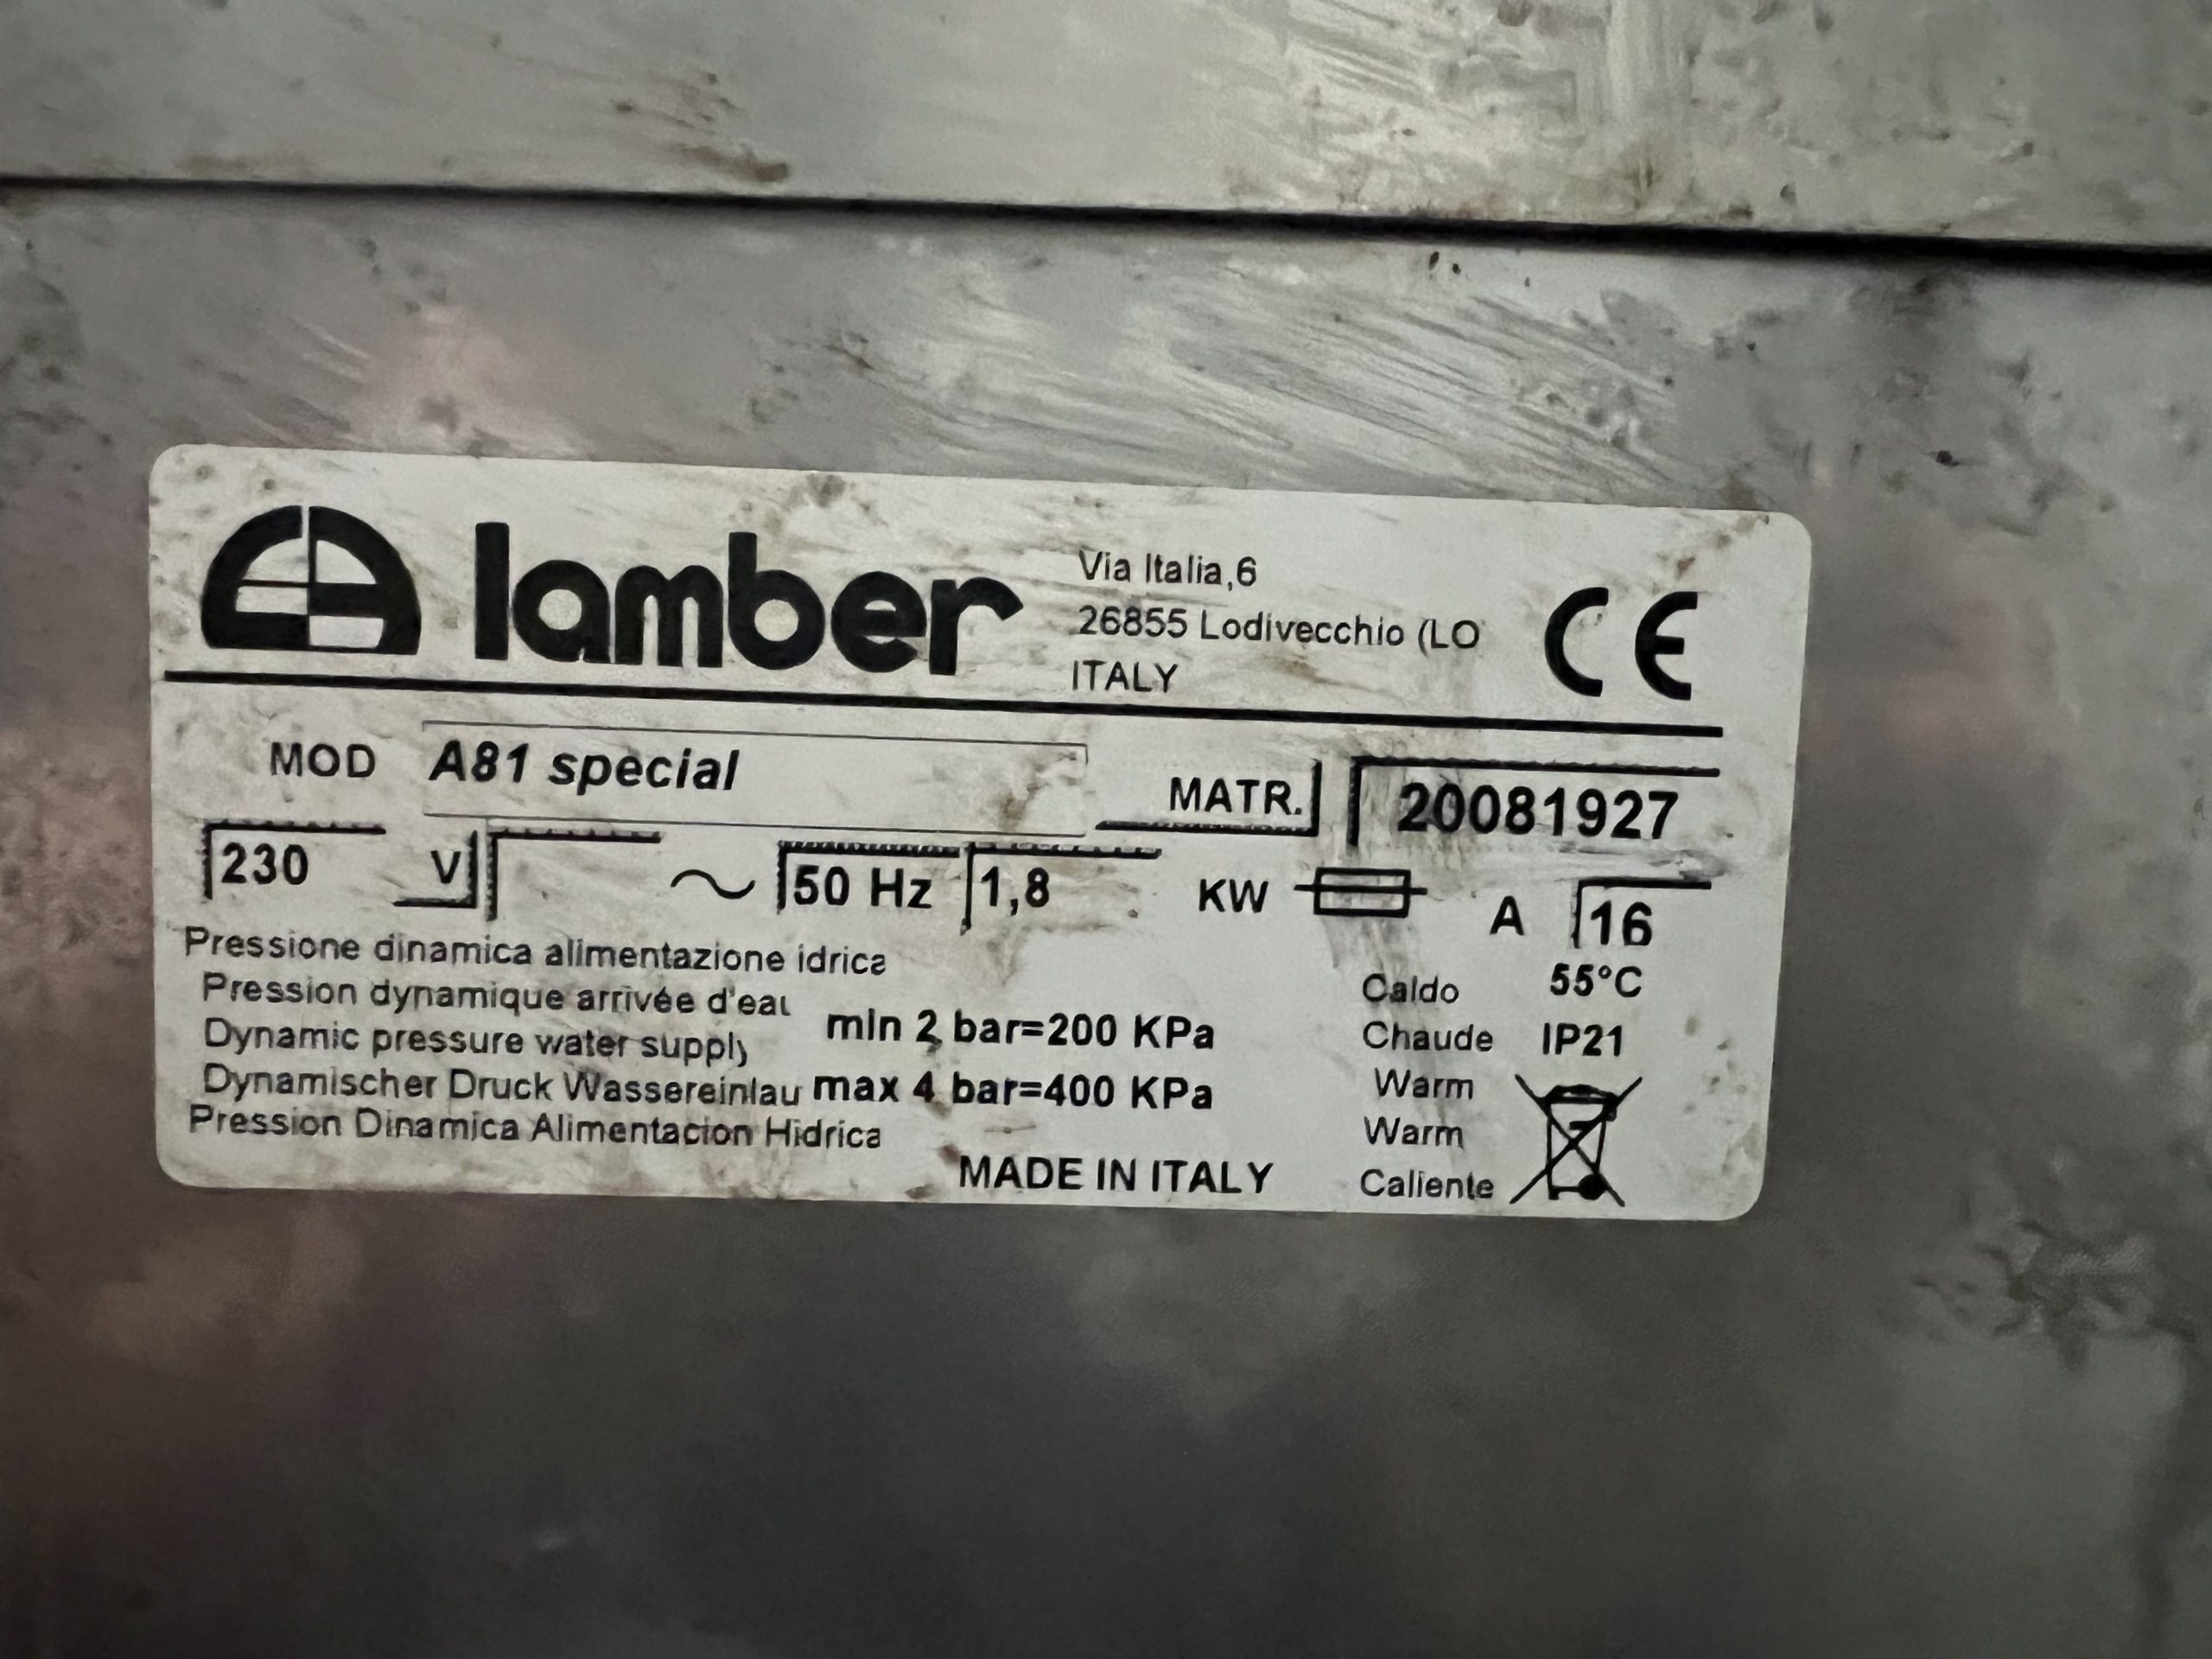 lamber
Via Italia,6
26855 Lodivecchio (LO
ITALY
CE
MOD A81 special
MATR. 20081927
230 V ~ 50 Hz 1,8 KW A 16
Pressione dinamica alimentazione idrica
Pression dynamique arrivée d'eau
Dynamic pressure water supply
Dynamischer Druck Wassereinlau
Pression Dinamica Alimentacion Hidrica
min 2 bar=200 KPa
max 4 bar=400 KPa
Caldo 55°C
Chaude IP21
Warm
Warm
Caliente
MADE IN ITALY